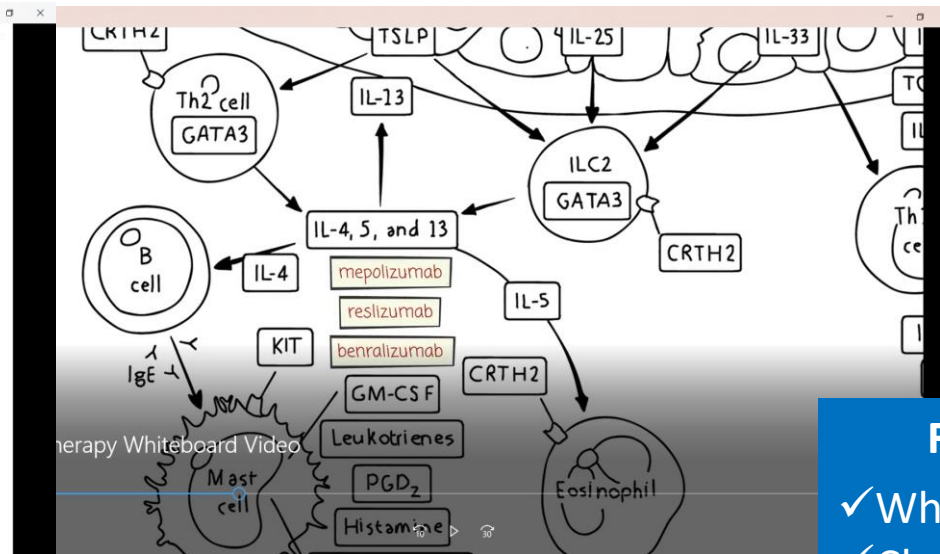 CRTH2
TSLP
IL-25
IL-33
Th2 cell
GATA3
IL-13
ILC2
GATA3
CRTH2
IL-4, 5, and 13
B
cell
IL-4
mepolizumab
reslizumab
benralizumab
IL-5
IgE
KIT
GM-CSF
CRTH2
herapy Whiteboard Video
Leukotrienes
Mast
cell
PGD2
Eosinophil
Histamine
10
30
✓Wh